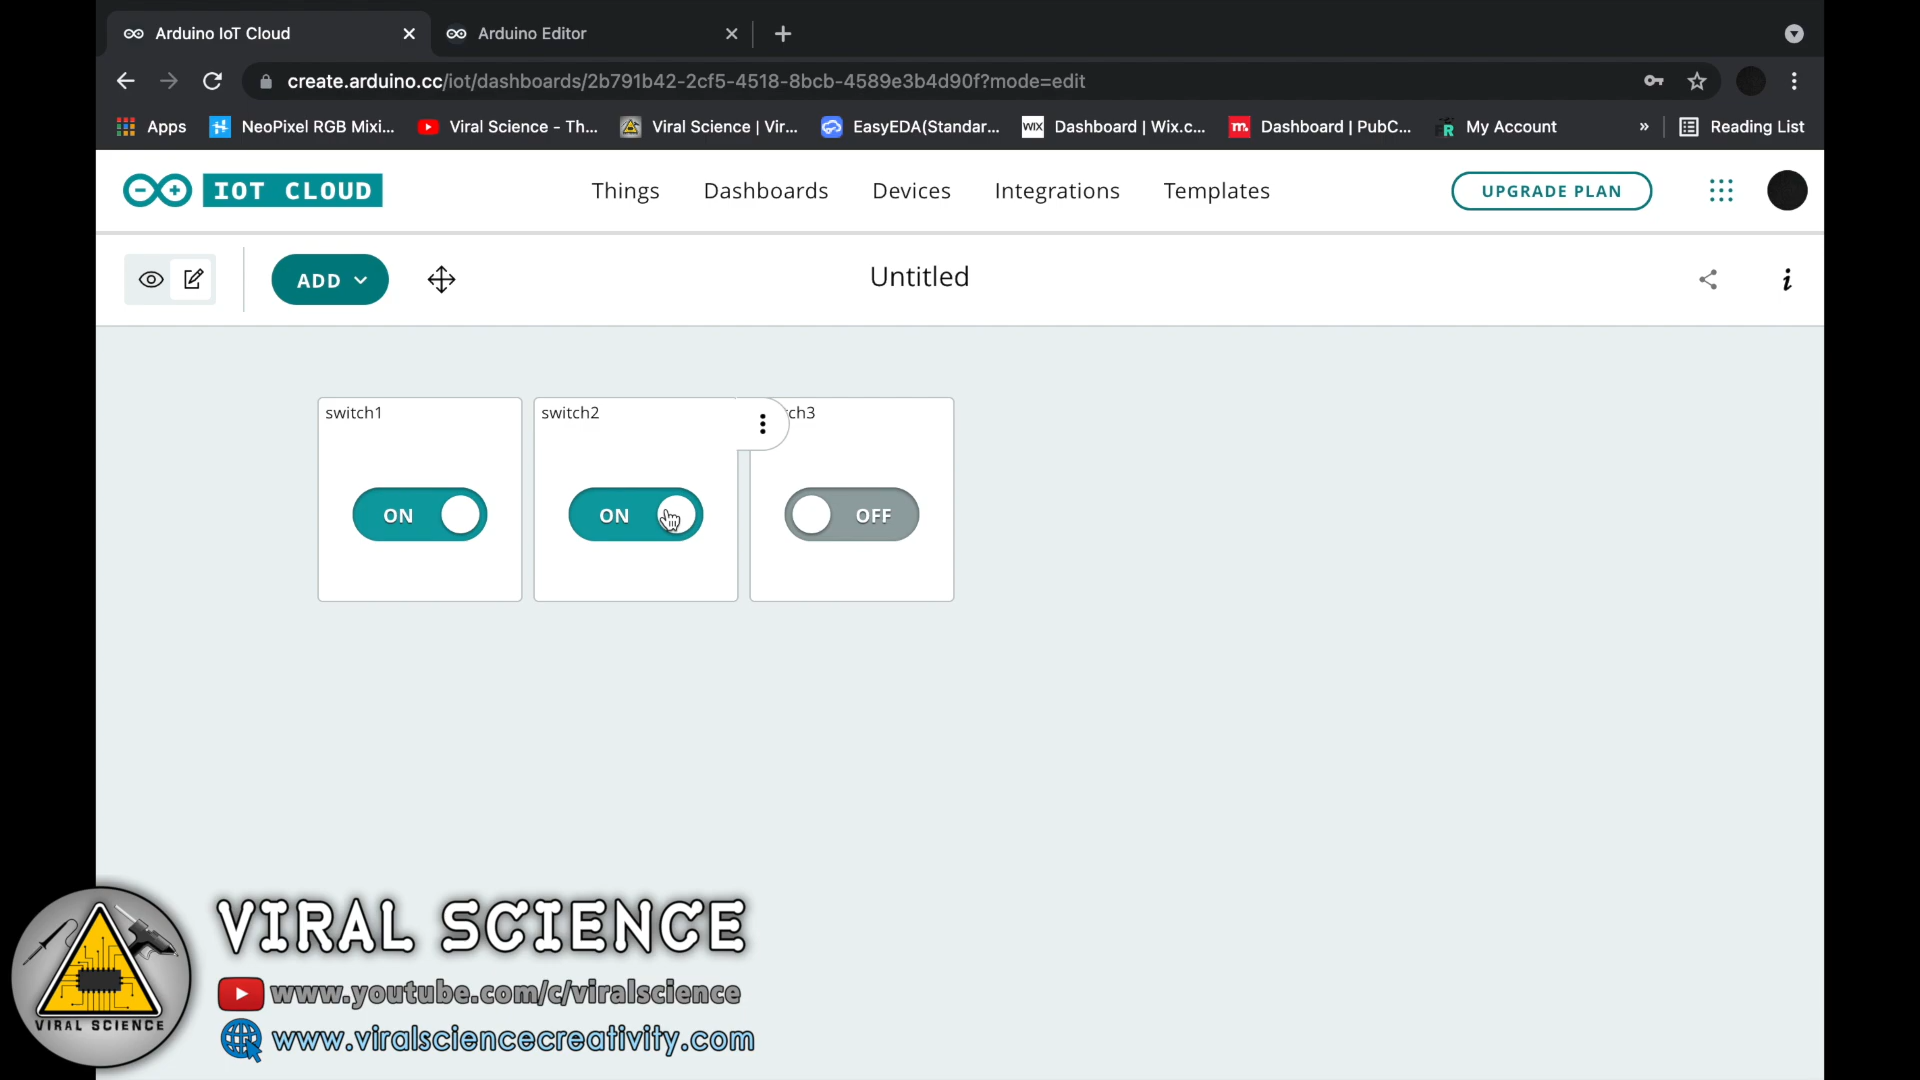 Arduino IoT Cloud
Arduino Editor
create.arduino.cc/iot/dashboards/2b791b42-2cf5-4518-8bcb-4589e3b4d90f?mode=edit
Apps
NeoPixel RGB Mixi...
Viral Science - Th...
Viral Science | Vir...
EasyEDA(Standar...
WIX
Dashboard | Wix.c...
m.
Dashboard | PubC...
FR
My Account
»
Reading List
IOT CLOUD
Things
Dashboards
Devices
Integrations
Templates
UPGRADE PLAN
ADD
Untitled
i
switch1
switch2
ch3
ON
ON
OFF
VIRAL SCIENCE
VIRAL SCIENCE
www.youtube.com/c/viralscience
www.viralsciencecreativity.com